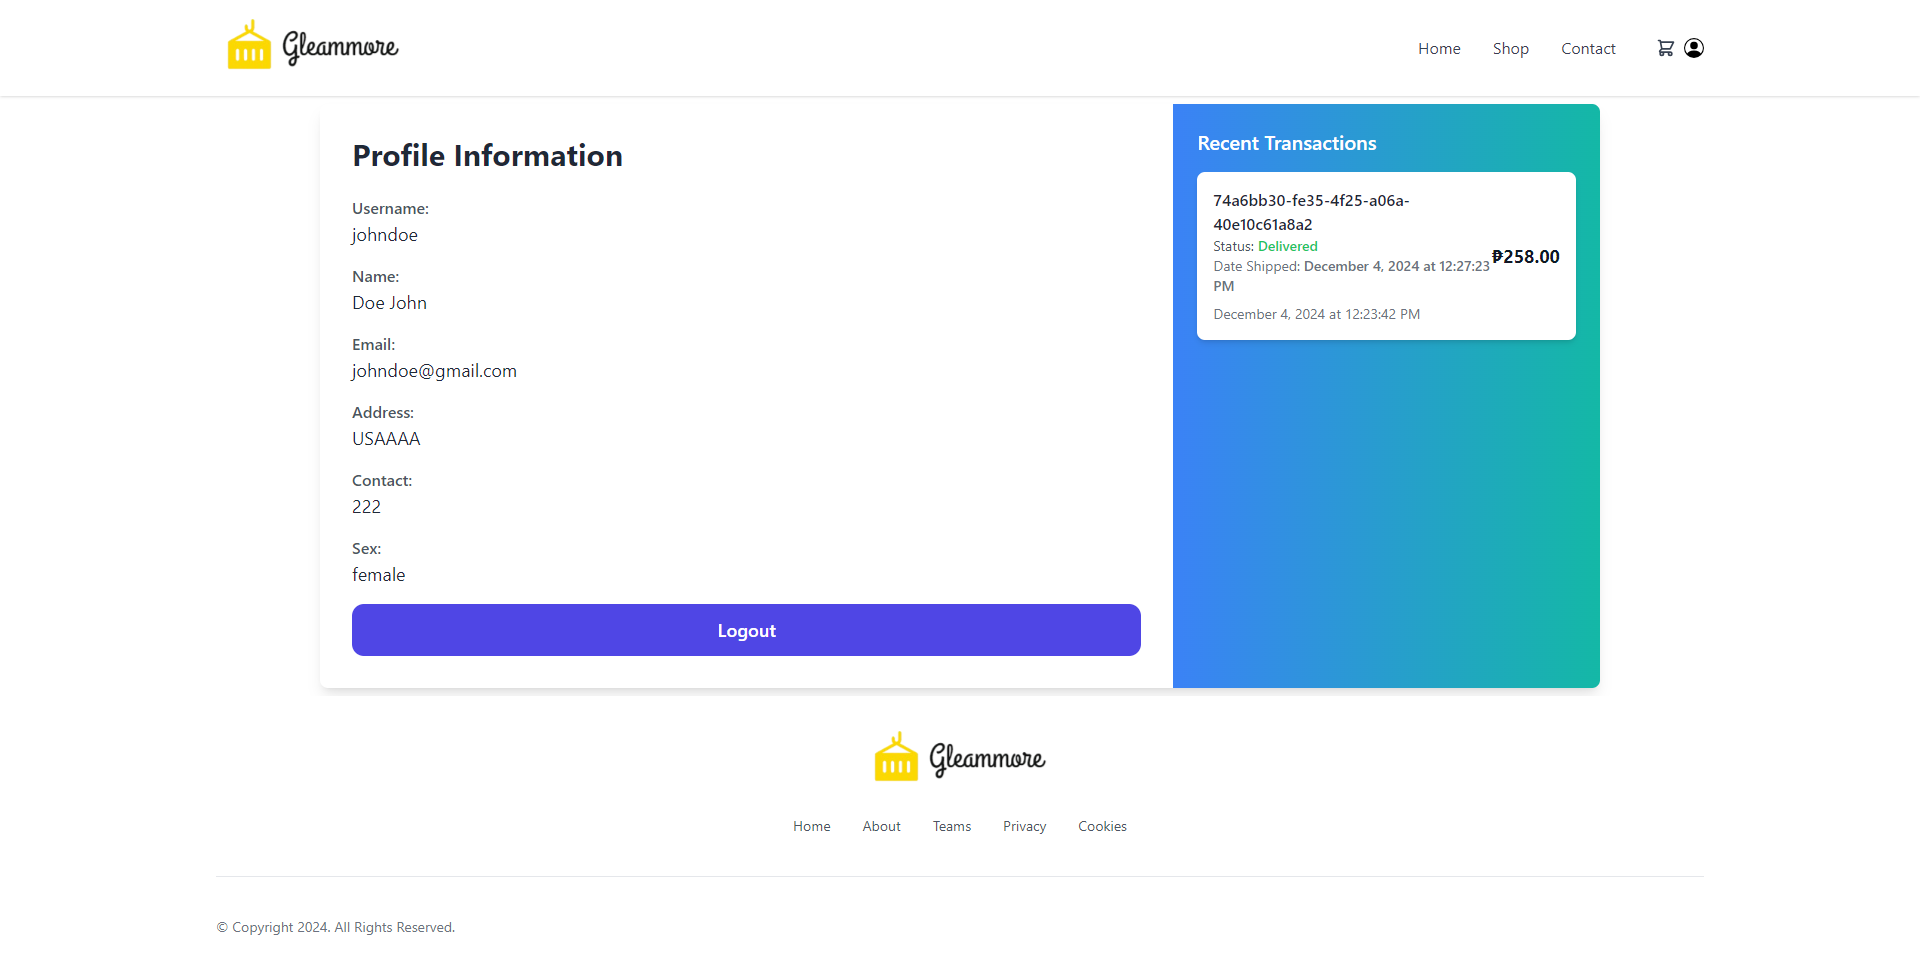 Gleammore
Home Shop Contact
Profile Information
Username:
johndoe
Name:
Doe John
Email:
johndoe@gmail.com
Address:
USAAAA
Contact:
222
Sex:
female
Logout
Recent Transactions
74a6bb30-fe35-4f25-a06a-
40e10c61a8a2
Status: Delivered
Date Shipped: December 4, 2024 at 12:27:23
PM
December 4, 2024 at 12:23:42 PM
₱258.00
Gleammore
Home About Teams Privacy Cookies
© Copyright 2024. All Rights Reserved.